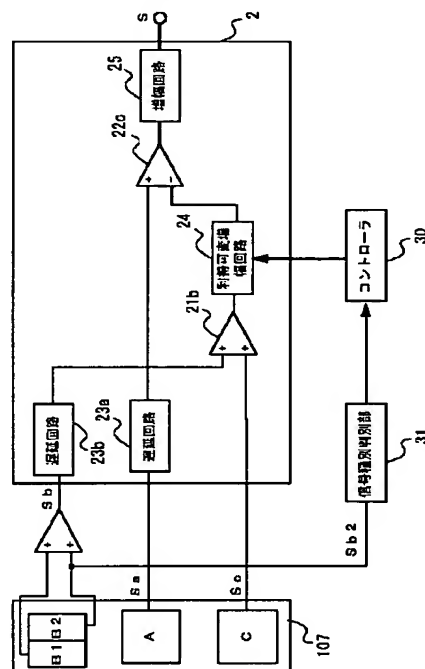 S
2
25
増幅回路
22a
+
-
24
利得可変増
幅回路
21b
+
+
30
コントローラ
遅延回路
23b
23a
遅延回路
31
信号種別判別部
Sb
+
+
Sa
Sc
Sb2
B1
B2
A
C
107